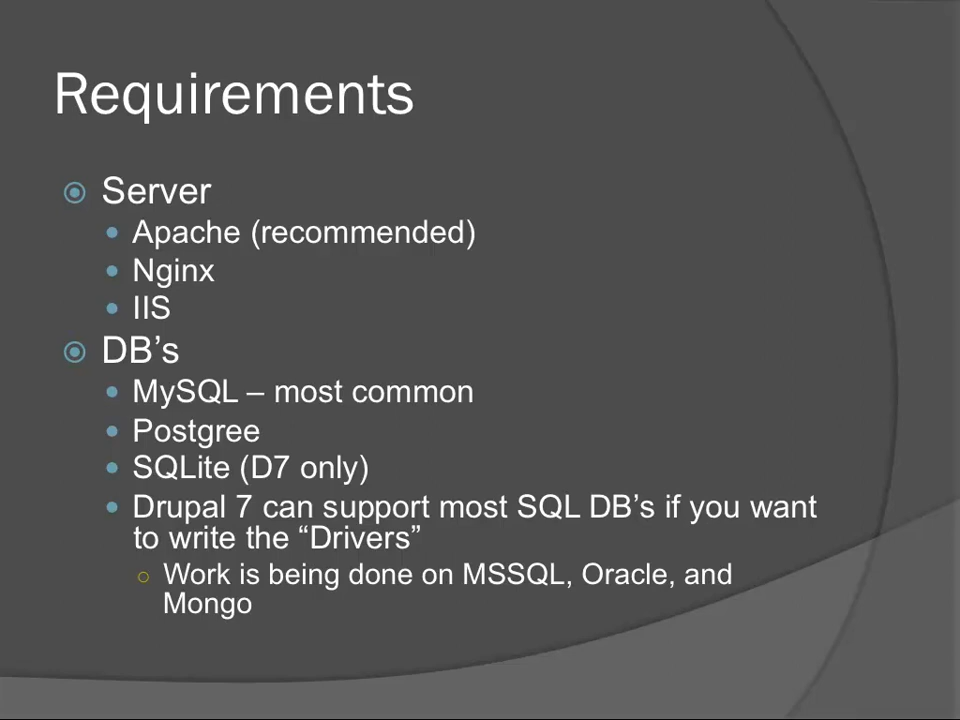 Requirements
Server
Apache (recommended)
Nginx
IIS
DB’s
MySQL – most common
Postgree
SQLite (D7 only)
Drupal 7 can support most SQL DB’s if you want
to write the “Drivers”
Work is being done on MSSQL, Oracle, and
Mongo